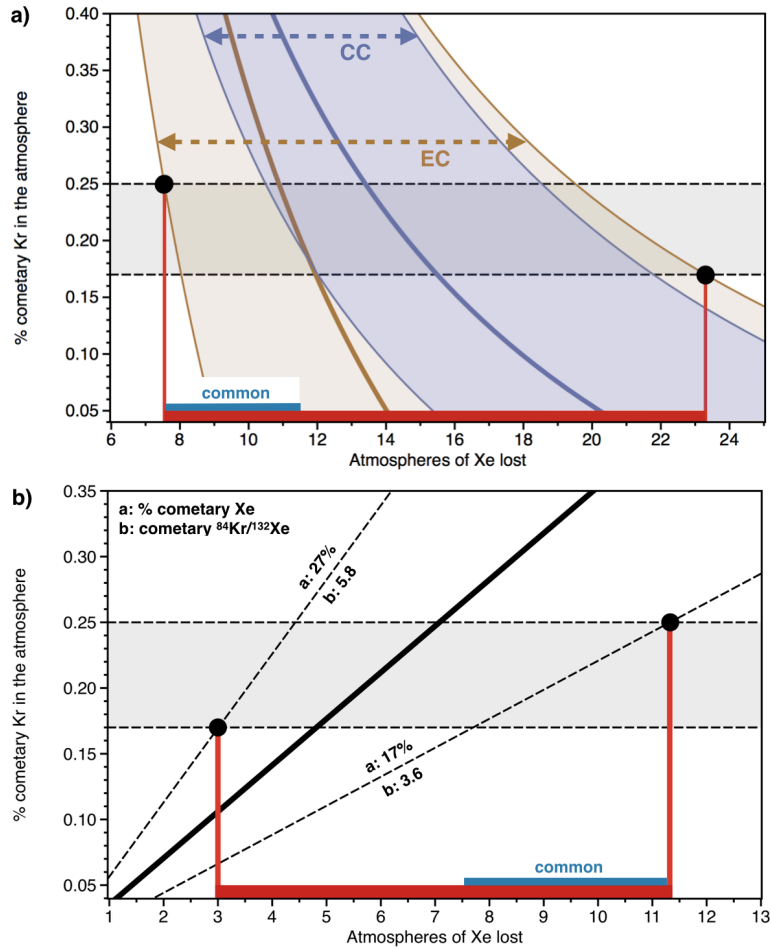 a)
% cometary Kr in the atmosphere
0.40
0.35
0.30
0.25
0.20
0.15
0.10
0.05
CC
EC
common
6 8 10 12 14 16 18 20 22 24
Atmospheres of Xe lost
b)
% cometary Kr in the atmosphere
0.35
0.30
0.25
0.20
0.15
0.10
0.05
a: % cometary Xe
b: cometary ⁸⁴Kr/¹³²Xe
a: 27%
b: 5.8
a: 17%
b: 3.6
common
1 2 3 4 5 6 7 8 9 10 11 12 13
Atmospheres of Xe lost